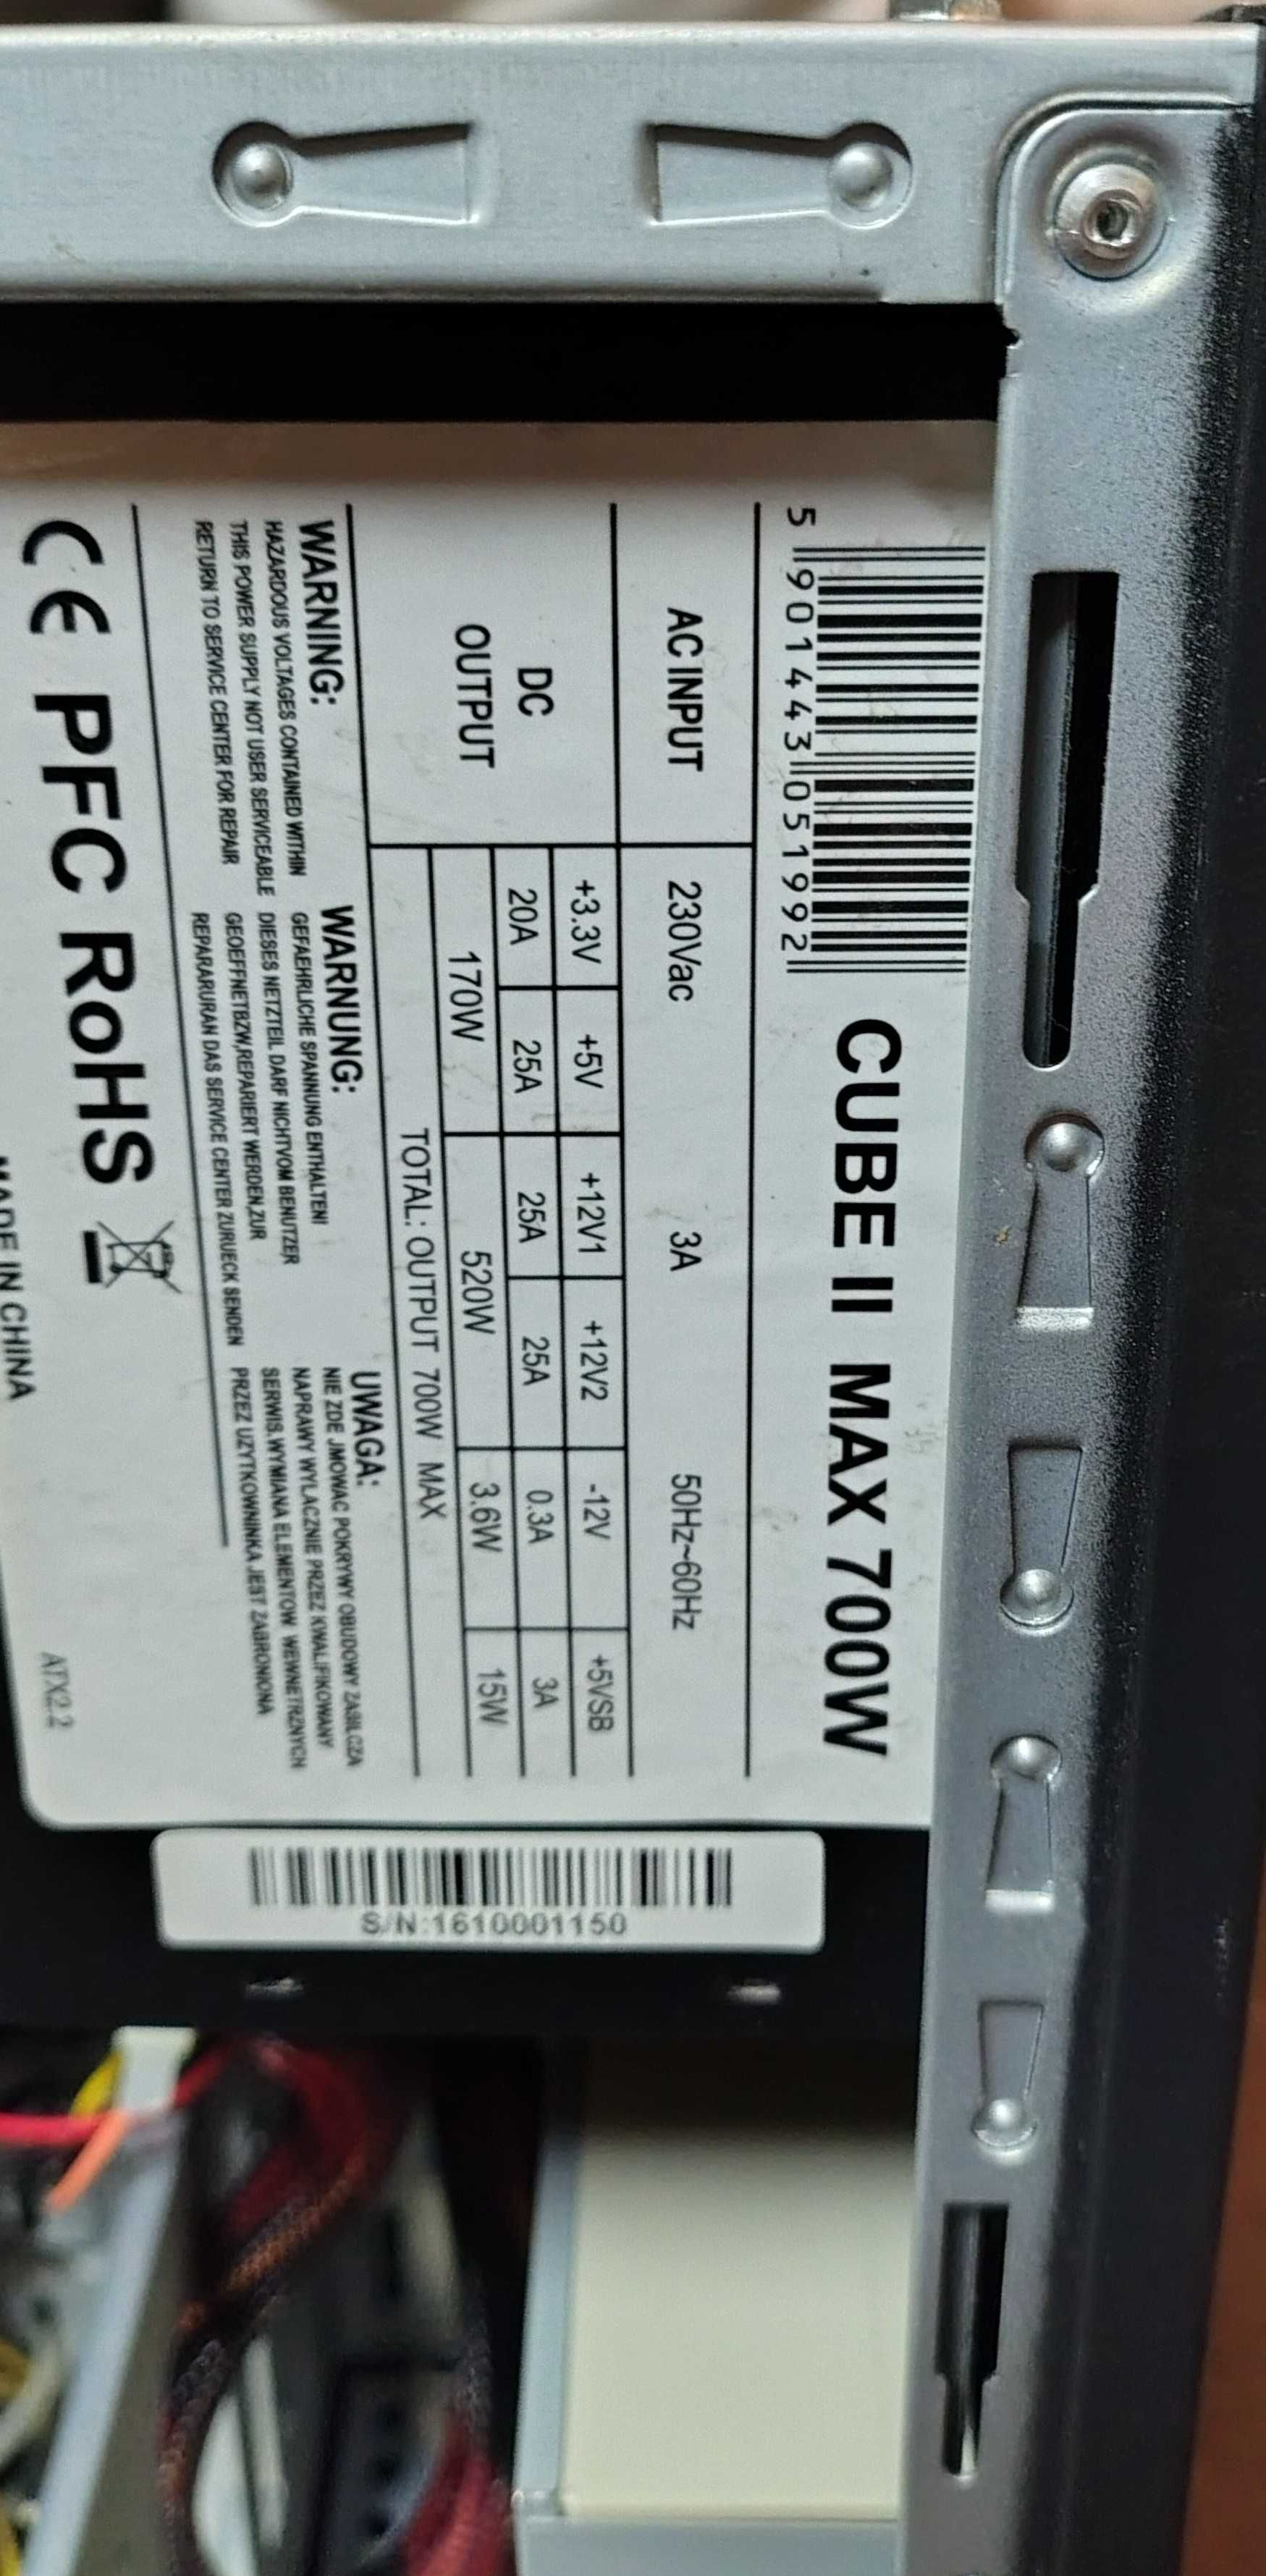 5 901443 051992
CUBE II MAX 700W
AC INPUT 230Vac 3A 50Hz~60Hz
DC OUTPUT +3.3V +5V +12V1 +12V2 -12V +5VSB
20A 25A 25A 25A 0.3A 3A
170W 520W 3.6W 15W
TOTAL: OUTPUT 700W MAX
WARNING:
HAZARDOUS VOLTAGES CONTAINED WITHIN
THIS POWER SUPPLY NOT USER SERVICEABLE
RETURN TO SERVICE CENTER FOR REPAIR
WARNUNG:
GEFAEHRLICHE SPANNUNG ENTHALTEN!
DIESES NETZTEIL DARF NICHTVOM BENUTZER
GEOEFFNETBZW,REPARIERT WERDEN,ZUR
REPARARURAN DAS SERVICE CENTER ZURUECK SENDEN
UWAGA:
NIE ZDE JMOWAC POKRYWY OBUDOWY ZASILCZA
NAPRAWY WYLACZNIE PRZEZ KWALIFIKOWANY
SERWIS.WYMIANA ELEMENTOW WEWNETRZNYCH
PRZEZ UZYTKOWNINKA JEST ZABRONIONA
CE PFC RoHS
MADE IN CHINA
ATX2.2
S/N:1610001150